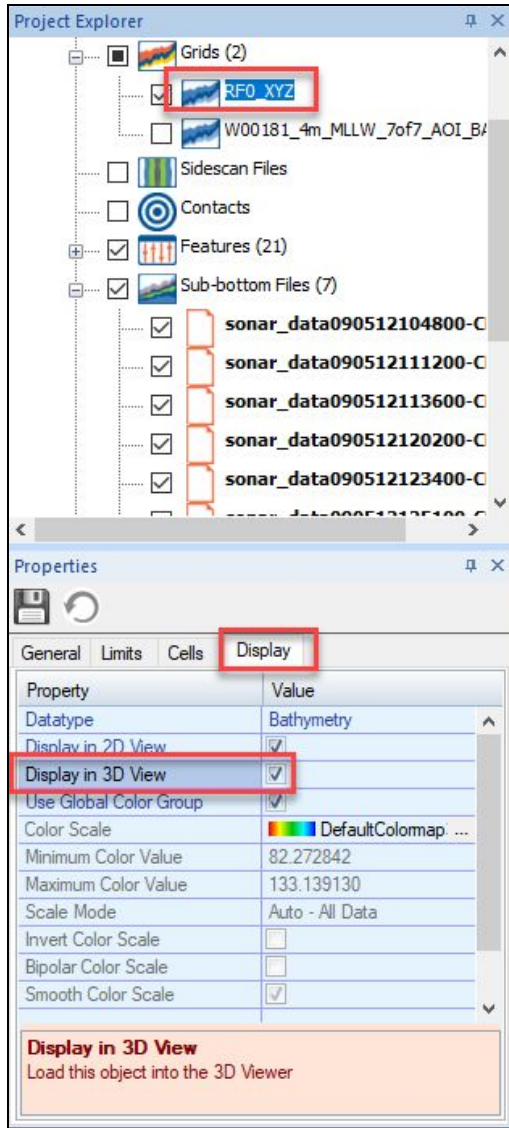 Project Explorer
Grids (2)
RF0_XYZ
W00181_4m_MLLW_7of7_AOI_BA
Sidescan Files
Contacts
Features (21)
Sub-bottom Files (7)
sonar_data090512104800-C
sonar_data090512111200-C
sonar_data090512113600-C
sonar_data090512120200-C
sonar_data090512123400-C
Properties
General Limits Cells Display
Property Value
Datatype Bathymetry
Display in 2D View
Display in 3D View
Use Global Color Group
Color Scale DefaultColormap: ...
Minimum Color Value 82.272842
Maximum Color Value 133.139130
Scale Mode Auto - All Data
Invert Color Scale
Bipolar Color Scale
Smooth Color Scale
Display in 3D View
Load this object into the 3D Viewer